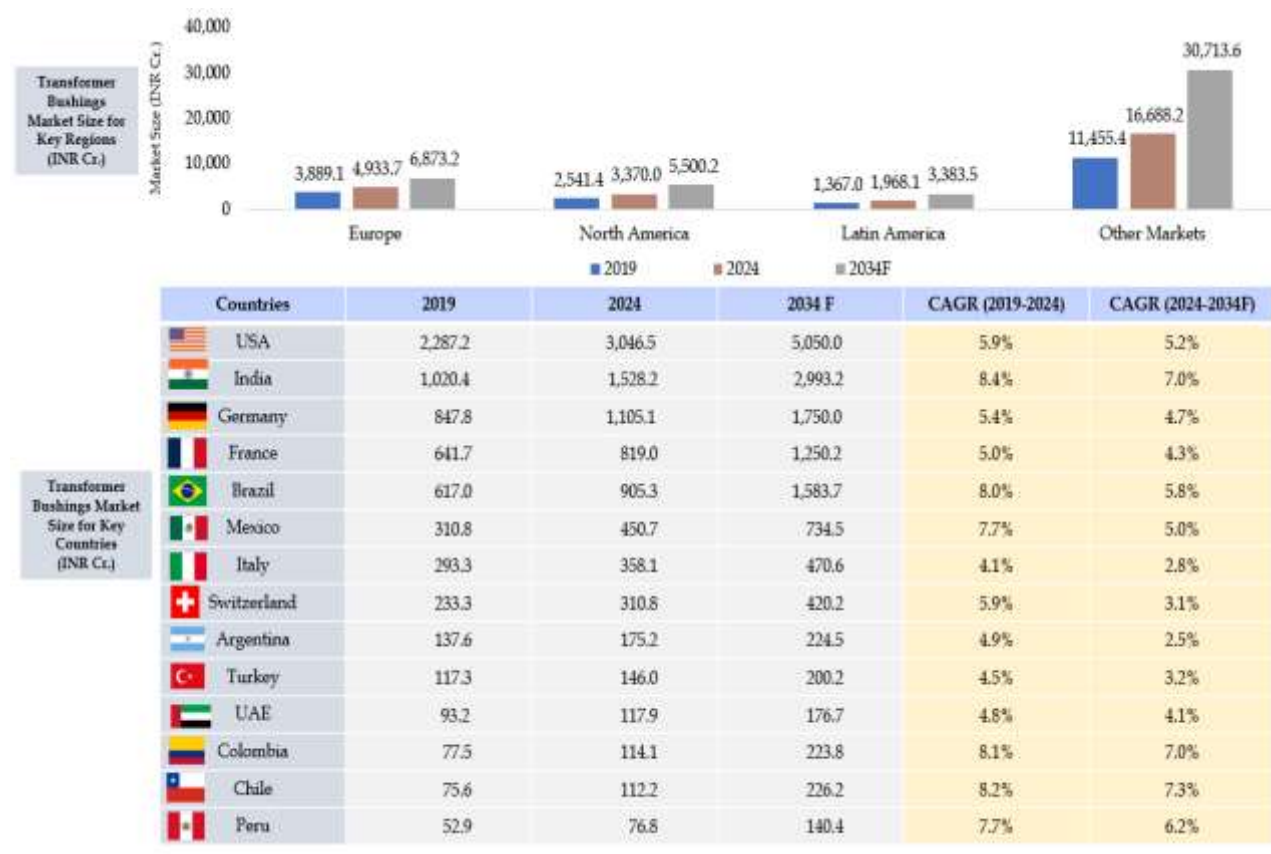 Transformer
Bushings
Market Size for
Key Regions
(INR Cr.)
Market Size (INR Cr.)
40,000
30,000
20,000
10,000
0
3,889.1 4,933.7 6,873.2
2,541.4 3,370.0 5,500.2
1,367.0 1,968.1 3,383.5
11,455.4 16,688.2 30,713.6
Europe North America Latin America Other Markets
2019 2024 2034F
Transformer
Bushings Market
Size for Key
Countries
(INR Cr.)
Countries 2019 2024 2034 F CAGR (2019-2024) CAGR (2024-2034F)
USA 2,287.2 3,046.5 5,050.0 5.9% 5.2%
India 1,020.4 1,528.2 2,993.2 8.4% 7.0%
Germany 847.8 1,105.1 1,750.0 5.4% 4.7%
France 641.7 819.0 1,250.2 5.0% 4.3%
Brazil 617.0 905.3 1,583.7 8.0% 5.8%
Mexico 310.8 450.7 734.5 7.7% 5.0%
Italy 293.3 358.1 470.6 4.1% 2.8%
Switzerland 233.3 310.8 420.2 5.9% 3.1%
Argentina 137.6 175.2 224.5 4.9% 2.5%
Turkey 117.3 146.0 200.2 4.5% 3.2%
UAE 93.2 117.9 176.7 4.8% 4.1%
Colombia 77.5 114.1 223.8 8.1% 7.0%
Chile 75.6 112.2 226.2 8.2% 7.3%
Peru 52.9 76.8 140.4 7.7% 6.2%